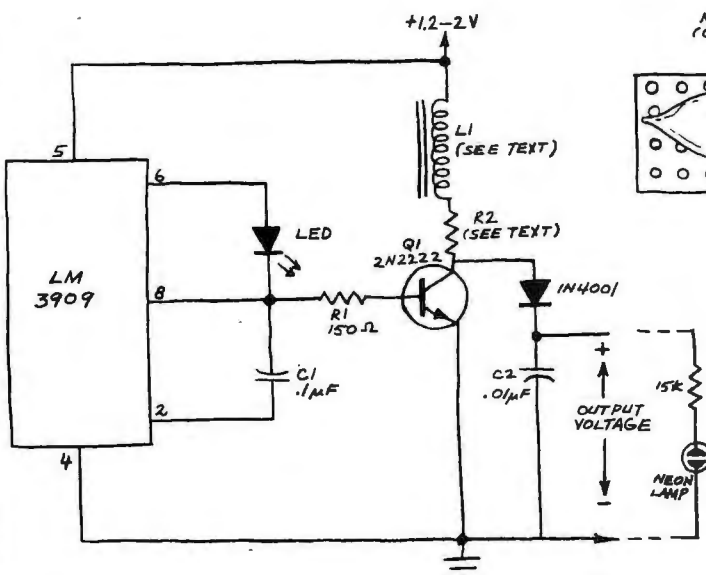 +1.2-2V
5
6
LM
3909
8
2
4
LED
R1
150Ω
C1
.1µF
L1
(SEE TEXT)
R2
(SEE TEXT)
Q1
2N2222
1N4001
C2
.01µF
+
OUTPUT
VOLTAGE
-
15K
NEON
LAMP